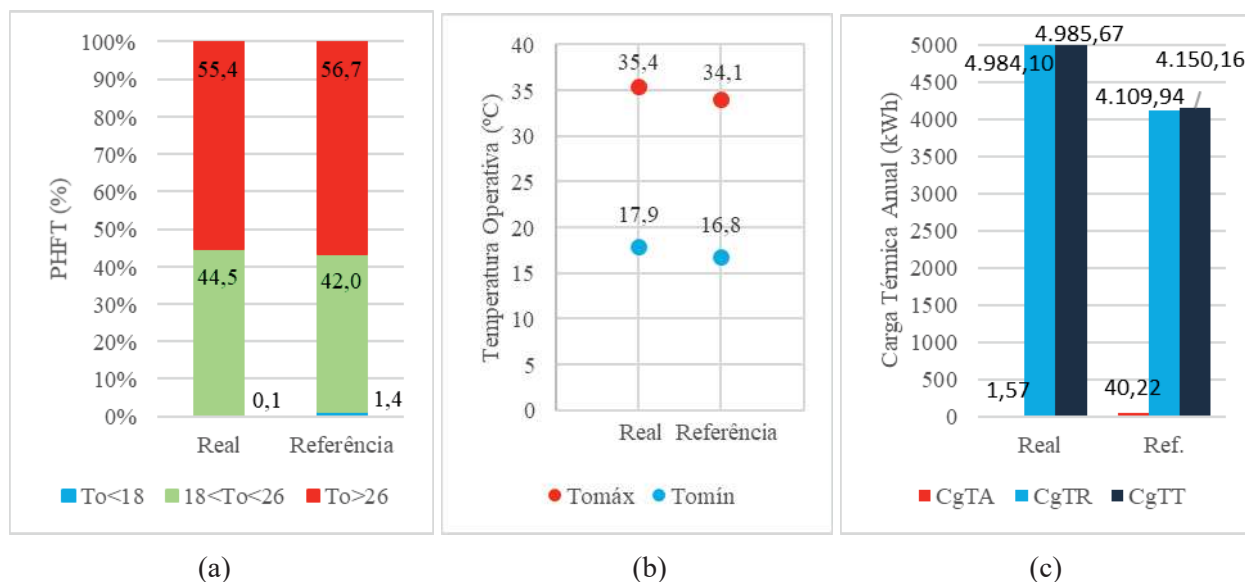 100%
90%
80%
70%
60%
50%
40%
30%
20%
10%
0%
PHFT (%)
55,4
56,7
44,5
42,0
0,1
1,4
Real
Referência
To<18
18<To<26
To>26
(a)
40
35
30
25
20
15
10
5
0
Temperatura Operativa (ºC)
35,4
34,1
17,9
16,8
Real
Referência
Tomáx
Tomín
(b)
5000
4500
4000
3500
3000
2500
2000
1500
1000
500
0
Carga Térmica Anual (kWh)
4.985,67
4.984,10
4.150,16
4.109,94
1,57
40,22
Real
Ref.
CgTA
CgTR
CgTT
(c)